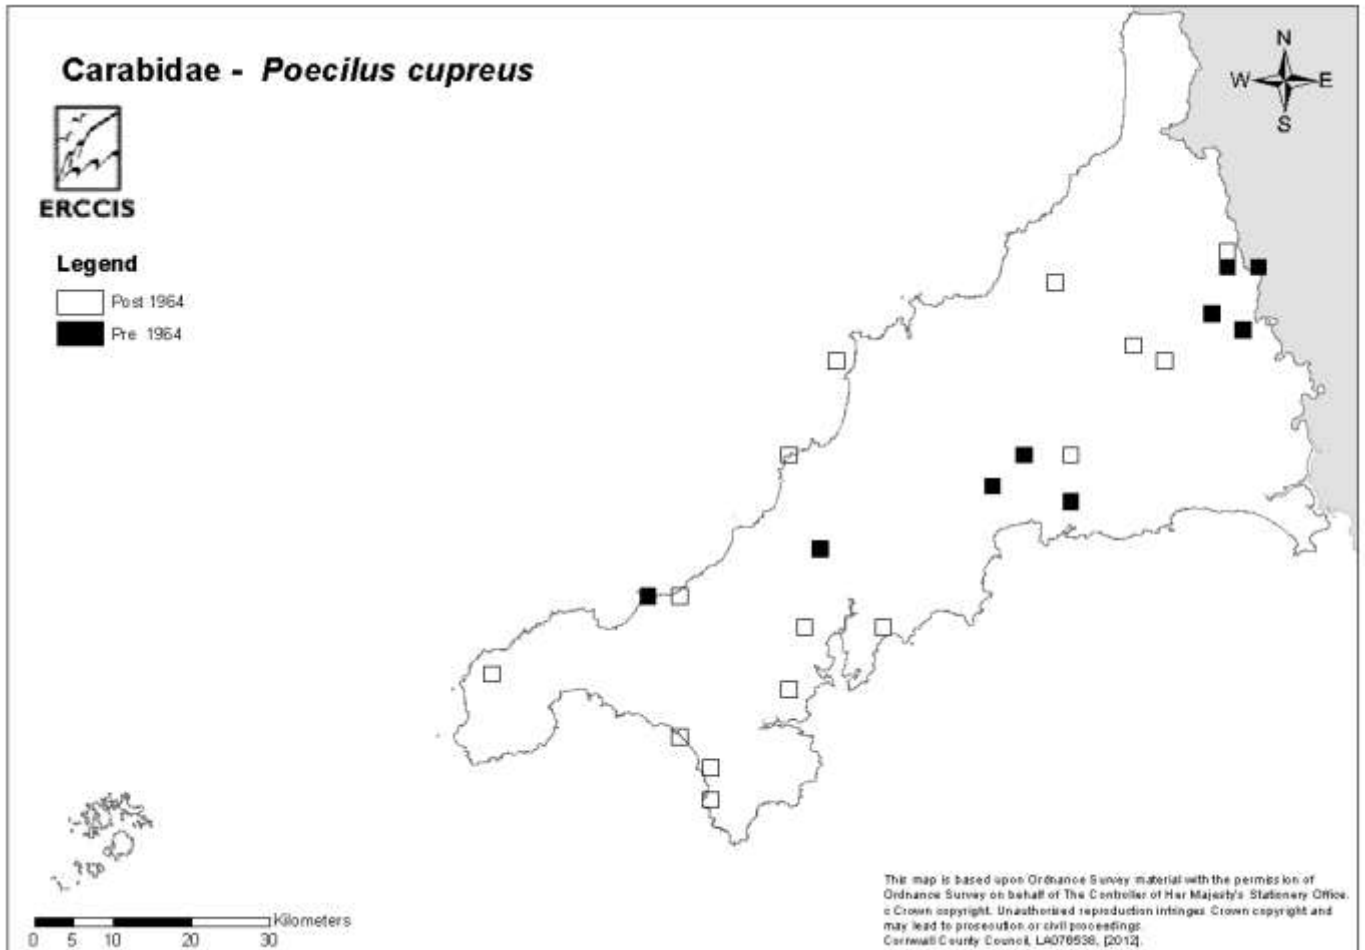 Carabidae - Poecilus cupreus
N
W E
S
ERCCIS
Legend
Post 1964
Pre 1964
This map is based upon Ordnance Survey material with the permission of
Ordnance Survey on behalf of The Controller of Her Majesty's Stationery Office.
c Crown copyright. Unauthorised reproduction infringes Crown copyright and
may lead to prosecution or civil proceedings.
Cornwall County Council, [2012].
Kilometers
0 5 10 20 30